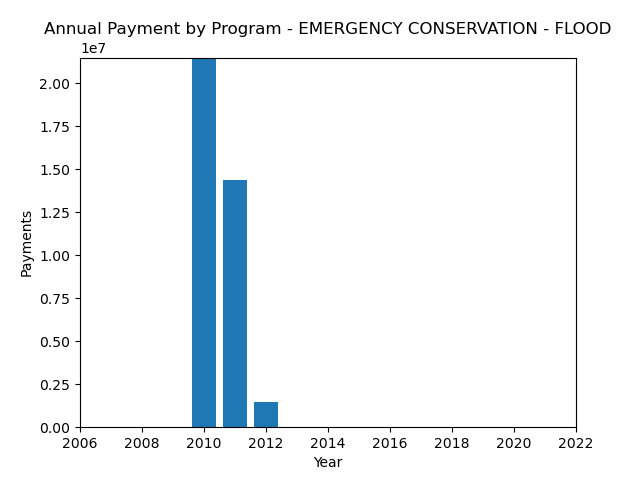 Annual Payment by Program - EMERGENCY CONSERVATION - FLOOD
1e7
2.00
1.75
1.50
1.25
1.00
0.75
0.50
0.25
0.00
Payments
2006 2008 2010 2012 2014 2016 2018 2020 2022
Year